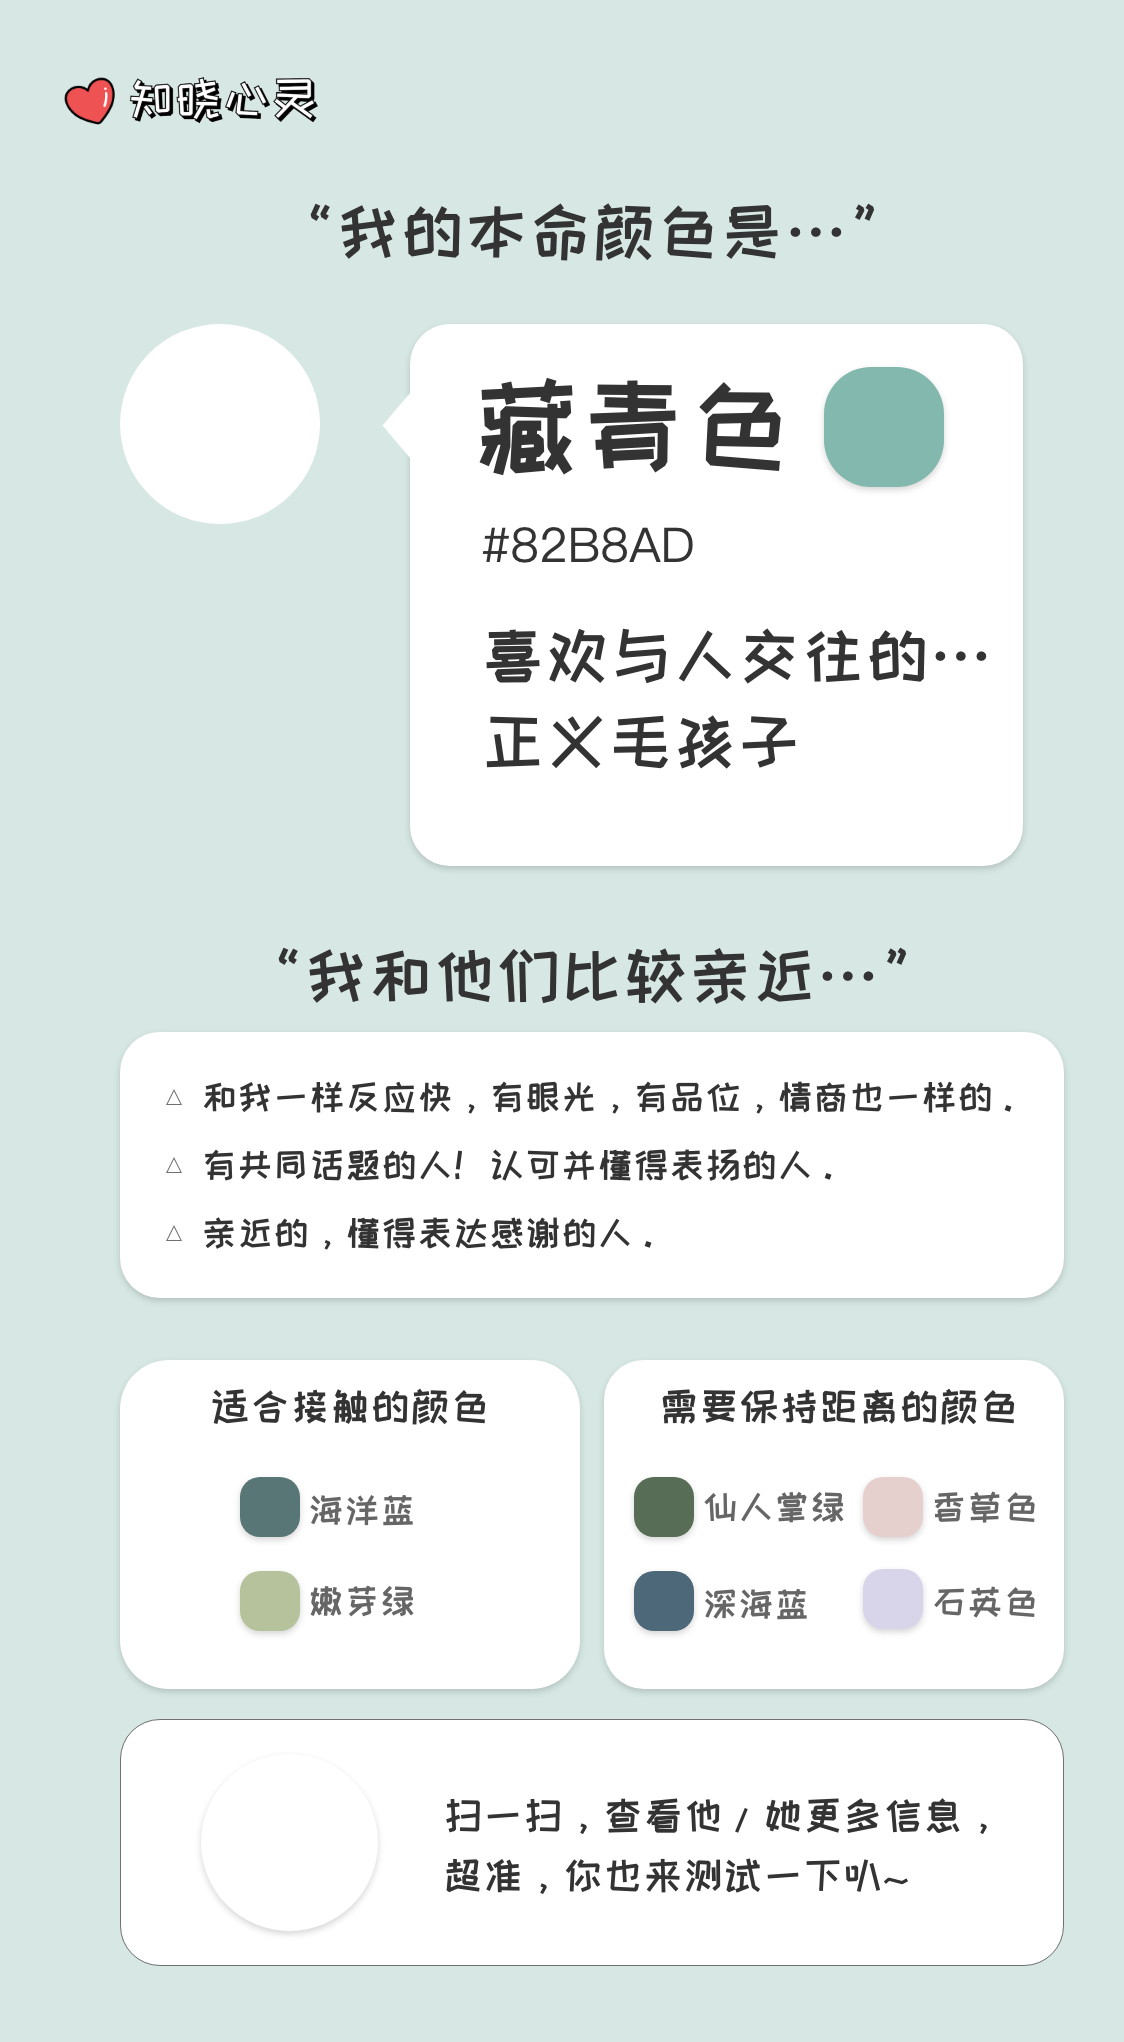 知晓心灵
“我的本命颜色是···”
藏青色
#82B8AD
喜欢与人交往的···
正义毛孩子
“我和他们比较亲近···”
△ 和我一样反应快，有眼光，有品位，情商也一样的．
△ 有共同话题的人！认可并懂得表扬的人．
△ 亲近的，懂得表达感谢的人．
适合接触的颜色
海洋蓝
嫩芽绿
需要保持距离的颜色
仙人掌绿 香草色
深海蓝 石英色
扫一扫，查看他/她更多信息，
超准，你也来测试一下叭~